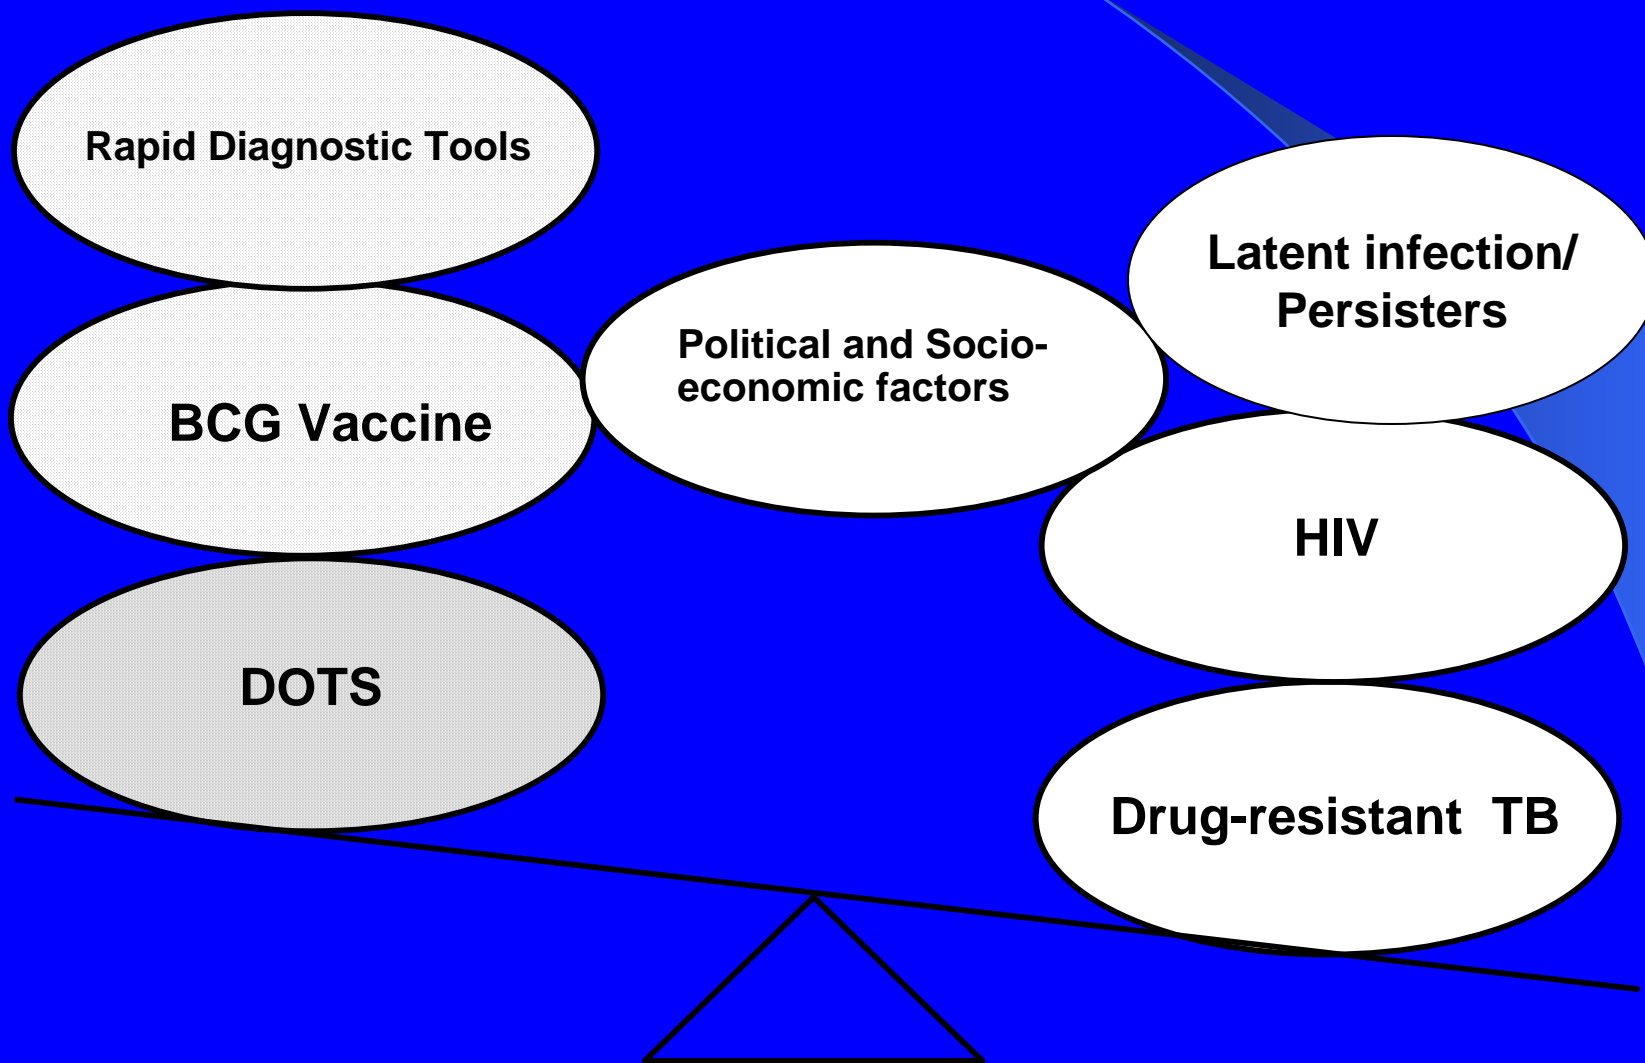 Rapid Diagnostic Tools
BCG Vaccine
DOTS
Political and Socio-
economic factors
Latent infection/
Persisters
HIV
Drug-resistant  TB